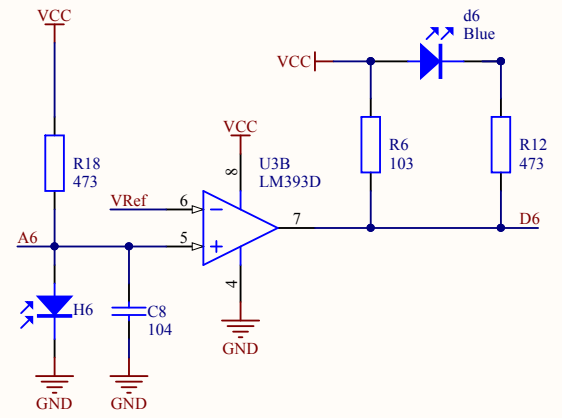 VCC
d6
Blue
VCC
VCC
R18
473
8
U3B
LM393D
R6
103
R12
473
VRef
6
7
D6
A6
5
4
H6
C8
104
GND
GND
GND